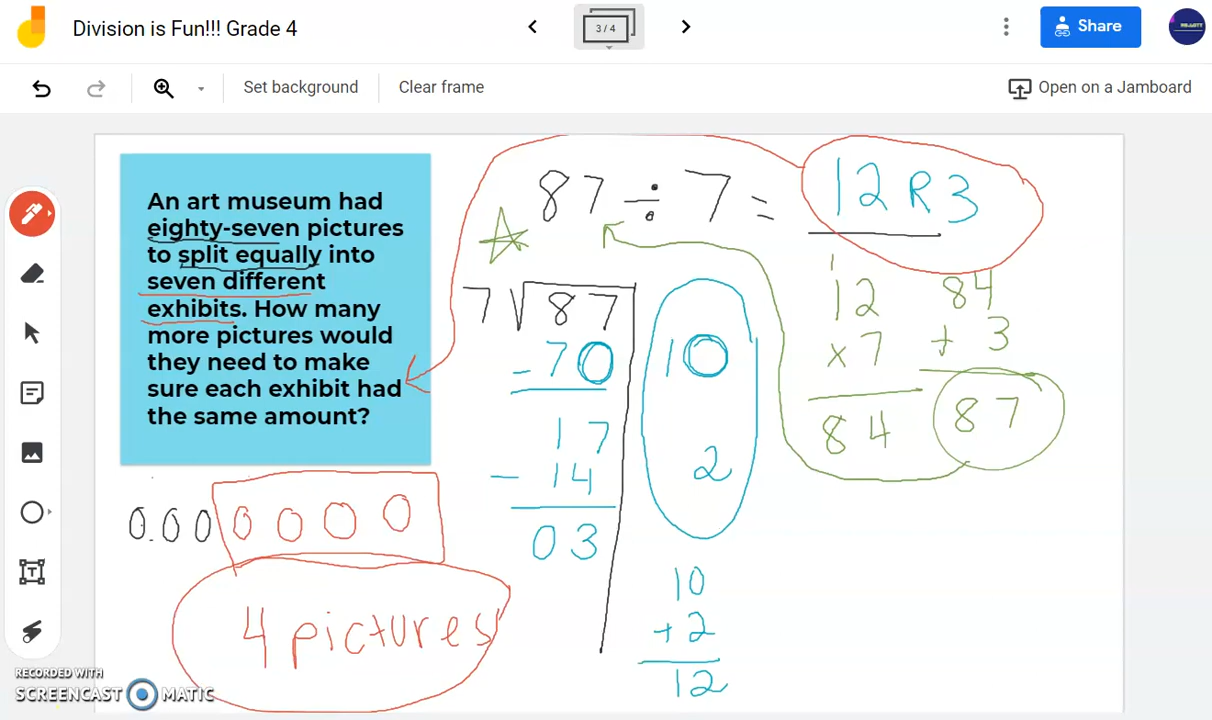 Division is Fun!!! Grade 4
3 / 4
Share
Set background
Clear frame
Open on a Jamboard
An art museum had
eighty-seven pictures
to split equally into
seven different
exhibits. How many
more pictures would
they need to make
sure each exhibit had
the same amount?
87 ÷ 7 = 12 R 3
7 √ 87
- 70 10
17
- 14 2
03
10
+ 2
12
1
12
x 7
84
84
+ 3
87
0 0 0 0 0 0 0
4 pictures
RECORDED WITH
SCREENCAST MATIC